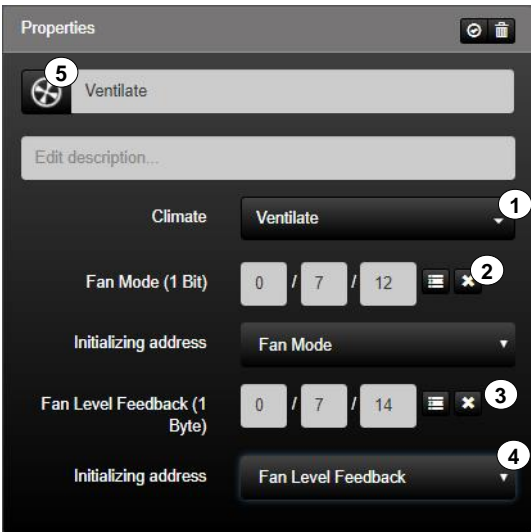 Properties
5
Ventilate
Edit description...
Climate Ventilate 1
Fan Mode (1 Bit) 0 / 7 / 12 2
Initializing address Fan Mode
Fan Level Feedback (1
Byte) 0 / 7 / 14 3
Initializing address Fan Level Feedback 4